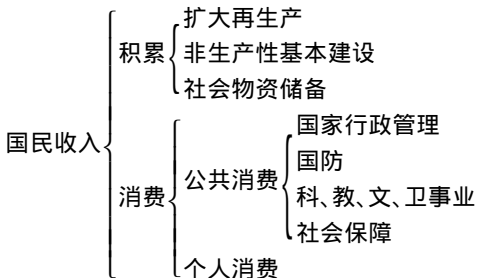 扩大再生产
积累
非生产性基本建设
社会物资储备
国民收入
国家行政管理
国防
公共消费
科、教、文、卫事业
消费
社会保障
个人消费